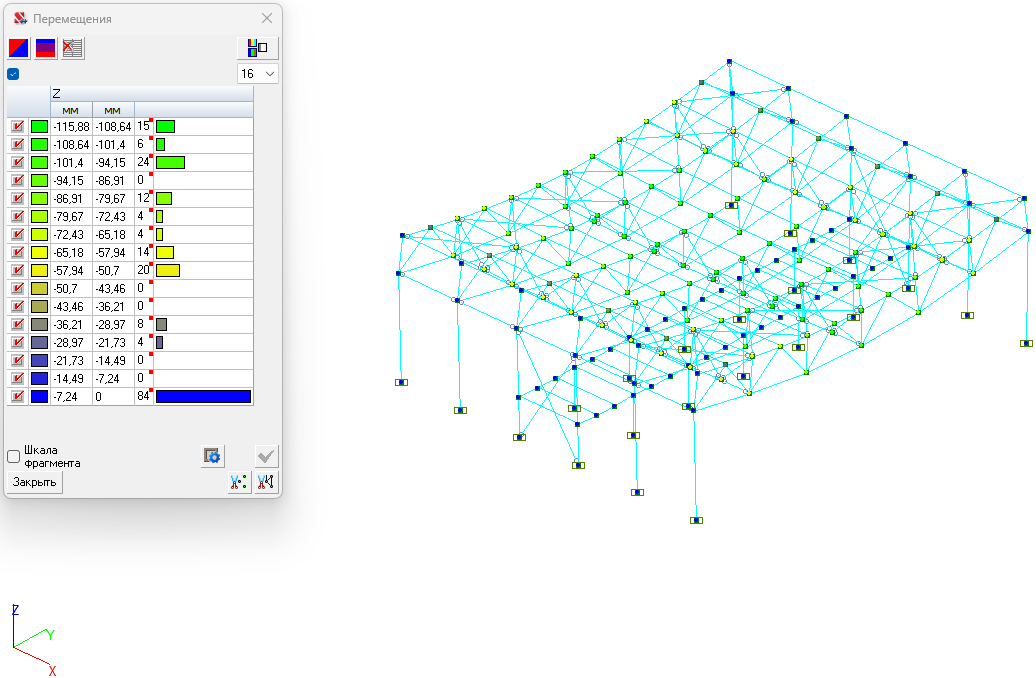 Перемещения
16
Z
мм мм
-115,88 -108,64 15
-108,64 -101,4 6
-101,4 -94,15 24
-94,15 -86,91 0
-86,91 -79,67 12
-79,67 -72,43 4
-72,43 -65,18 4
-65,18 -57,94 14
-57,94 -50,7 20
-50,7 -43,46 0
-43,46 -36,21 0
-36,21 -28,97 8
-28,97 -21,73 4
-21,73 -14,49 0
-14,49 -7,24 0
-7,24 0 84
Шкала
фрагмента
Закрыть
Z
Y
X